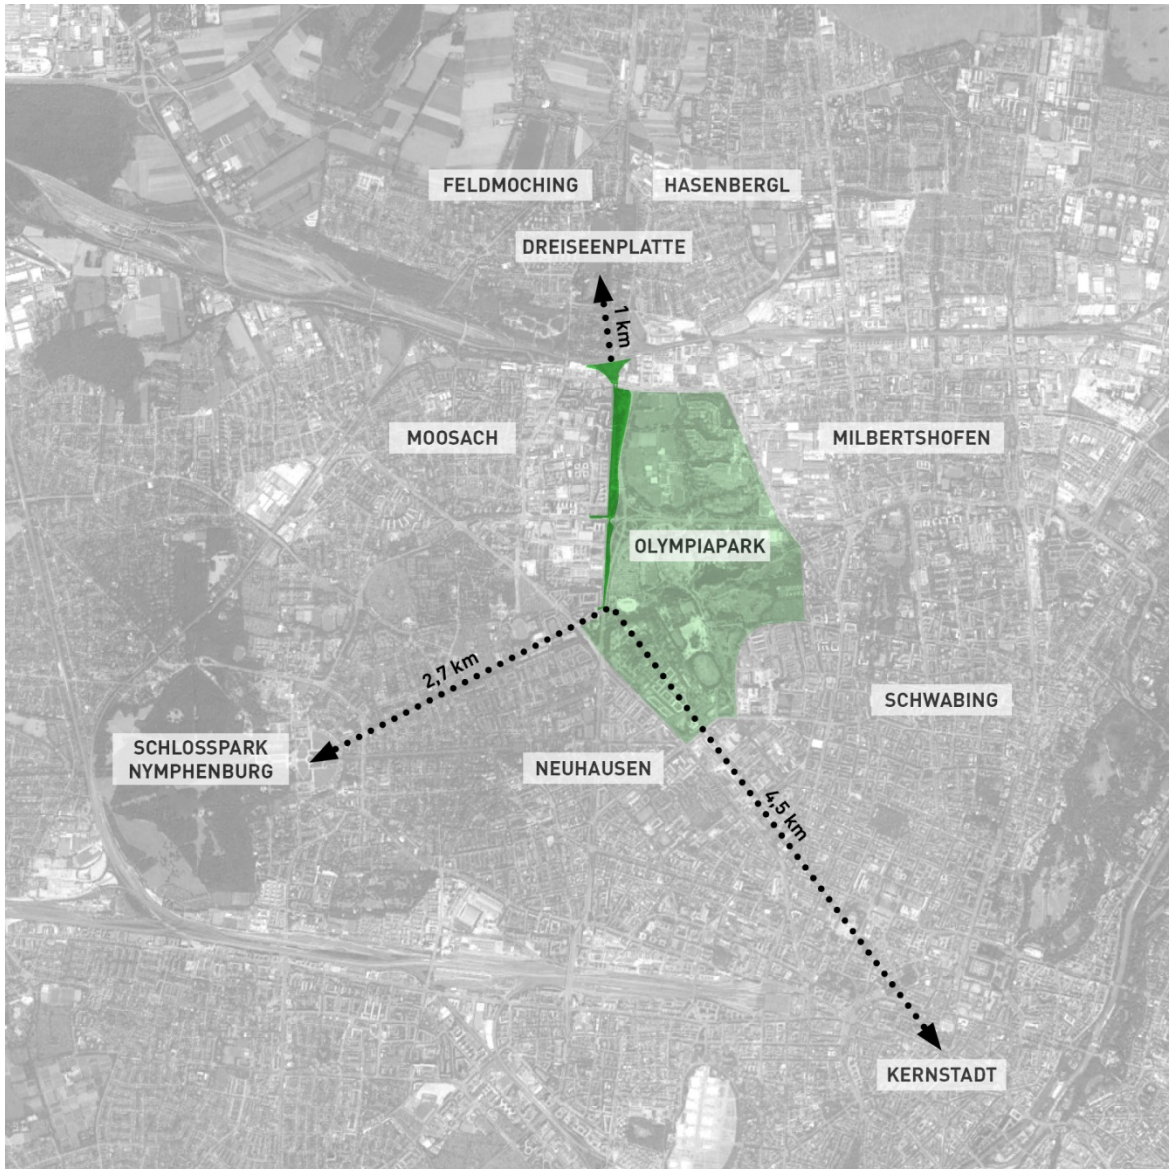 FELDMOCHING
HASENBERGL
DREISEENPLATTE
1 km
MOOSACH
MILBERTSHOFEN
OLYMPIAPARK
2,7 km
SCHWABING
SCHLOSSPARK
NYMPHENBURG
NEUHAUSEN
4,5 km
KERNSTADT